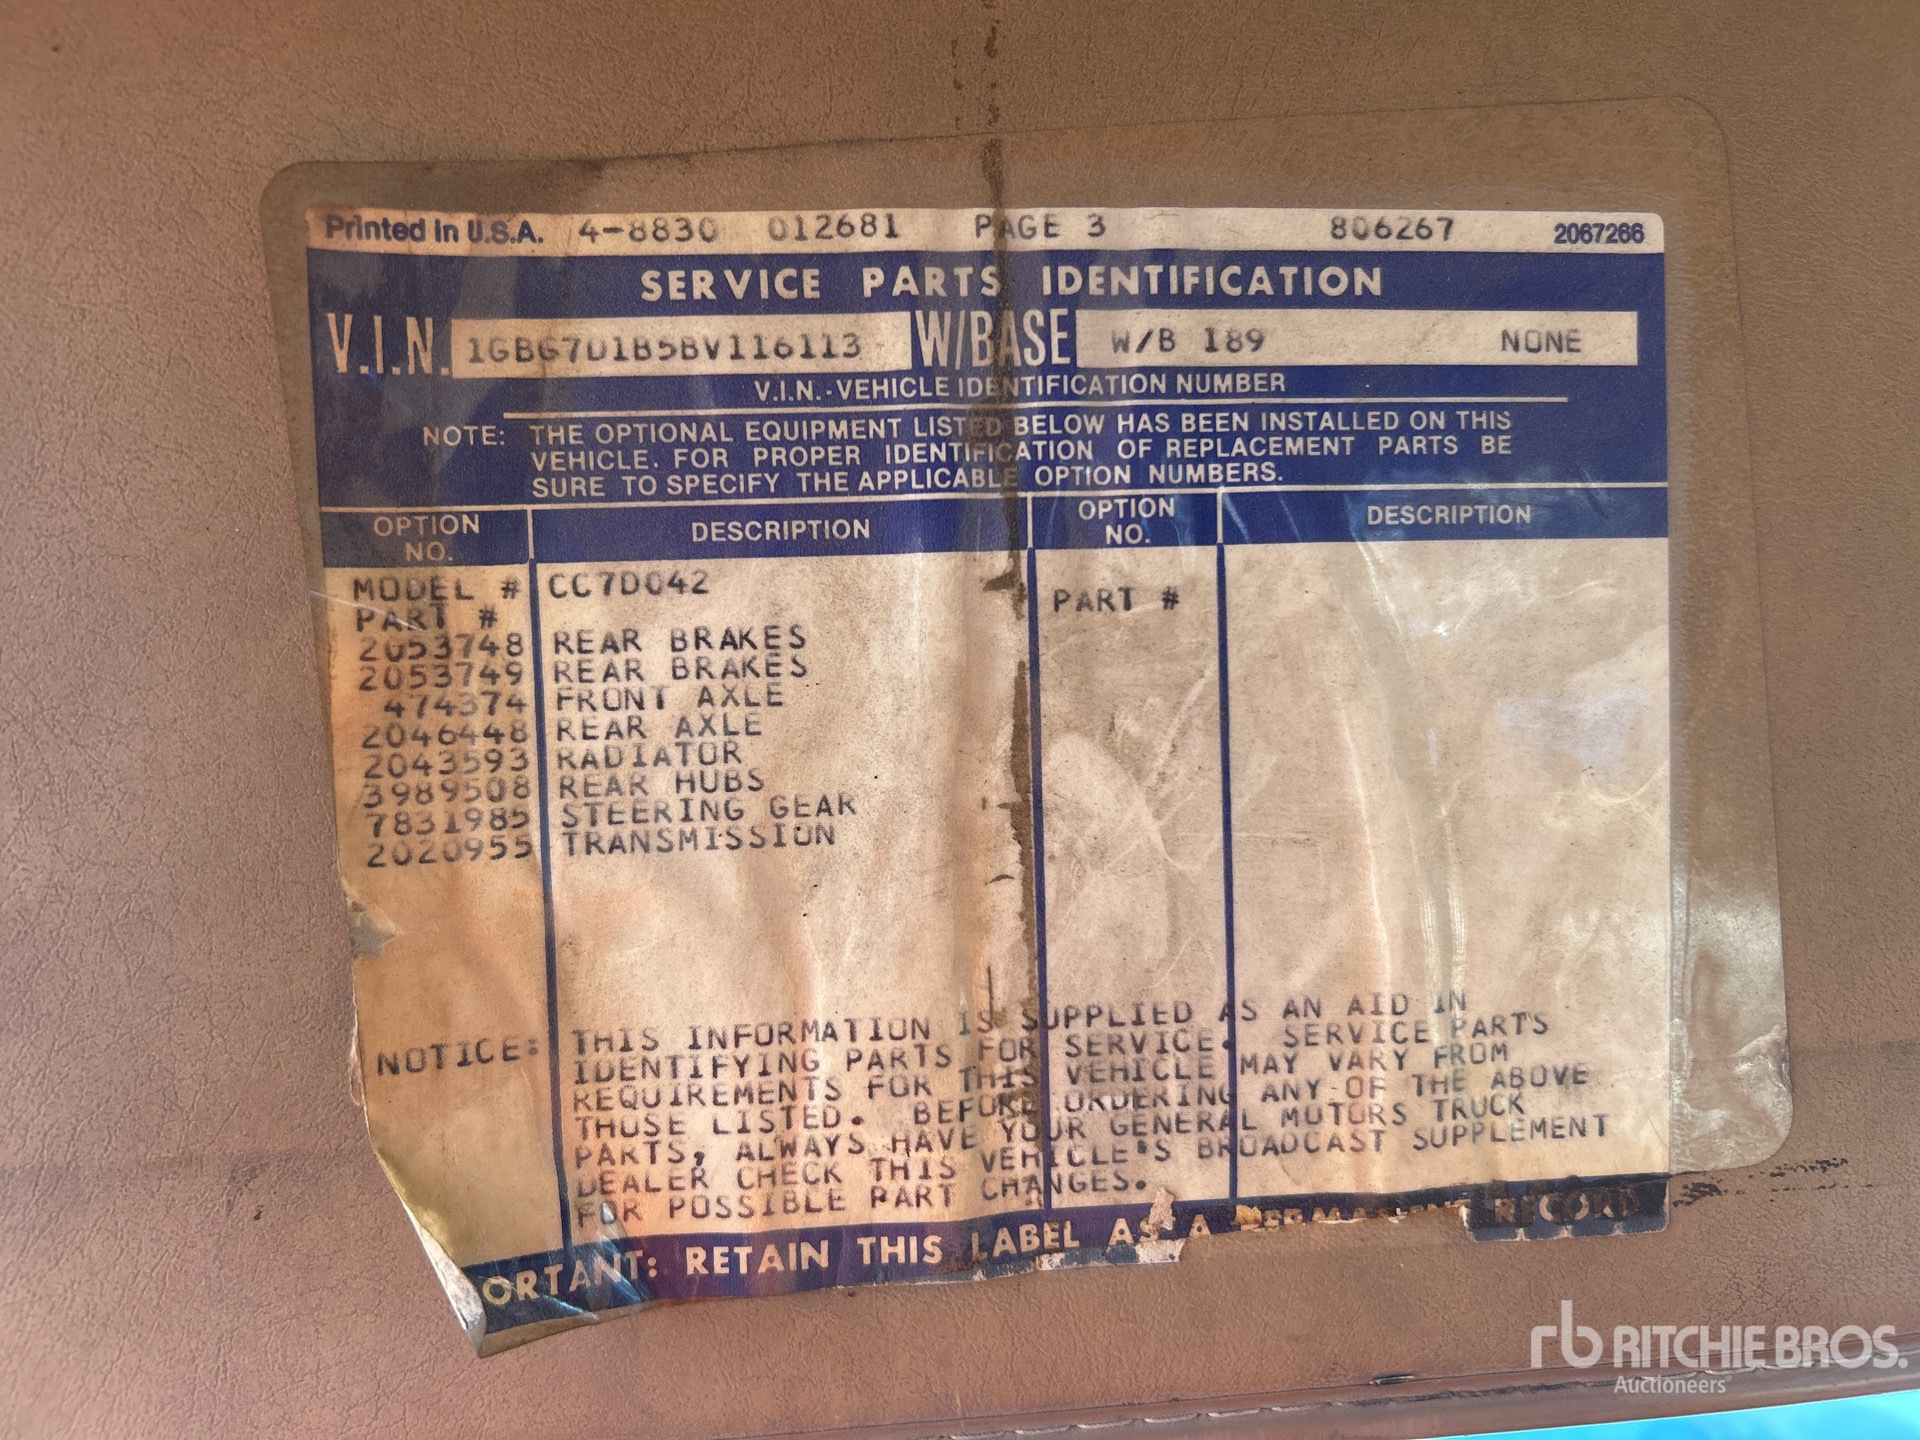 Printed in U.S.A. 4-8830 012681 PAGE 3 806267 2067266
SERVICE PARTS IDENTIFICATION
V.I.N. 1GBG7D1B5BV116113 W/BASE W/B 189 NONE
V.I.N.-VEHICLE IDENTIFICATION NUMBER
NOTE: THE OPTIONAL EQUIPMENT LISTED BELOW HAS BEEN INSTALLED ON THIS
VEHICLE. FOR PROPER IDENTIFICATION OF REPLACEMENT PARTS BE
SURE TO SPECIFY THE APPLICABLE OPTION NUMBERS.
OPTION NO. DESCRIPTION OPTION NO. DESCRIPTION
MODEL # CC7D042
PART # PART #
2053748 REAR BRAKES
2053749 REAR BRAKES
474374 FRONT AXLE
2046448 REAR AXLE
2043593 RADIATOR
3989508 REAR HUBS
7831985 STEERING GEAR
2020955 TRANSMISSION
NOTICE: THIS INFORMATION IS SUPPLIED AS AN AID IN
IDENTIFYING PARTS FOR SERVICE. SERVICE PARTS
REQUIREMENTS FOR THIS VEHICLE MAY VARY FROM
THOSE LISTED. BEFORE ORDERING ANY OF THE ABOVE
PARTS, ALWAYS HAVE YOUR GENERAL MOTORS TRUCK
DEALER CHECK THIS VEHICLE'S BROADCAST SUPPLEMENT
FOR POSSIBLE PART CHANGES.
ORTANT: RETAIN THIS LABEL AS A PERMANENT RECORD
rb RITCHIE BROS.
Auctioneers